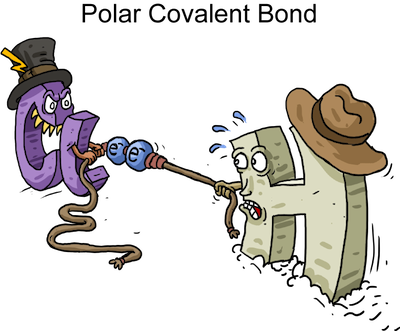 Polar Covalent Bond
Cl e⁻ e⁻ H